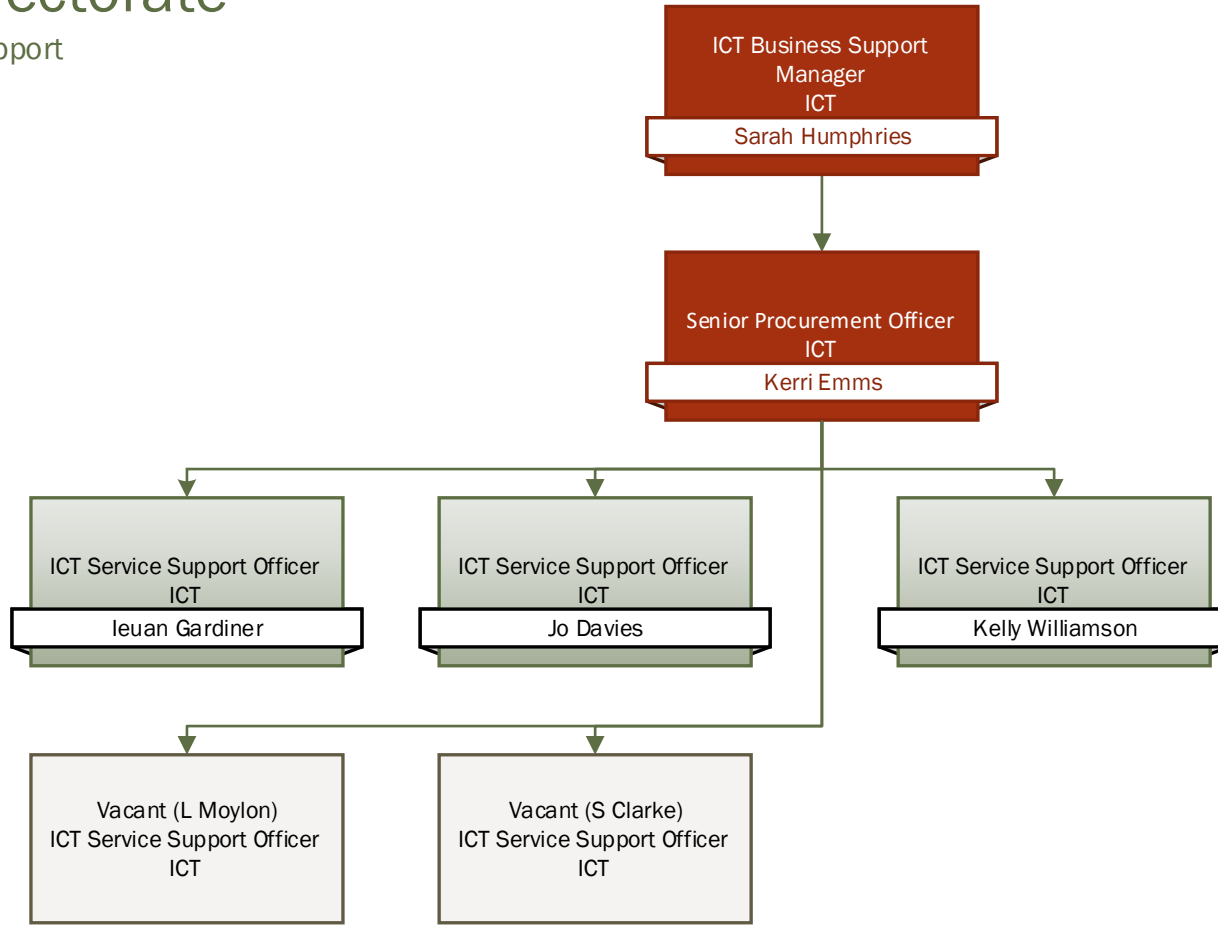 ectorate
pport
ICT Business Support
Manager
ICT
Sarah Humphries
Senior Procurement Officer
ICT
Kerri Emms
ICT Service Support Officer
ICT
Ieuan Gardiner
ICT Service Support Officer
ICT
Jo Davies
ICT Service Support Officer
ICT
Kelly Williamson
Vacant (L Moylon)
ICT Service Support Officer
ICT
Vacant (S Clarke)
ICT Service Support Officer
ICT